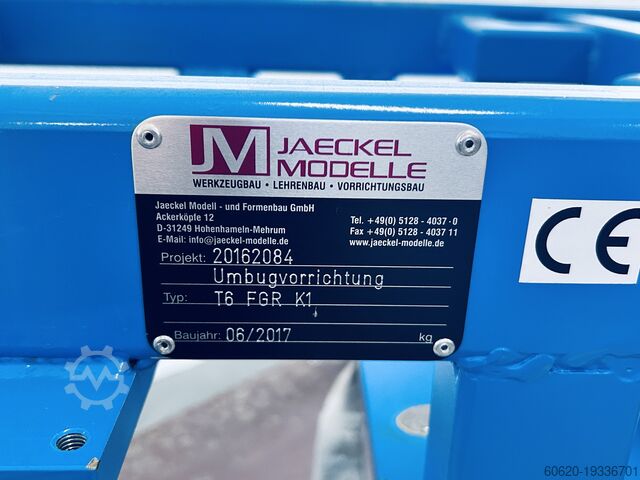 JM JAECKEL
MODELLE
WERKZEUGBAU • LEHRENBAU • VORRICHTUNGSBAU
Jaeckel Modell - und Formenbau GmbH
Ackerköpfe 12
D-31249 Hohenhameln-Mehrum
E-Mail: info@jaeckel-modelle.de
Tel. +49(0) 5128 - 4037 - 0
Fax +49(0) 5128 - 4037 11
www.jaeckel-modelle.de
Projekt: 20162084
Umbugvorrichtung
Typ: T6 FGR K1
Baujahr: 06/2017 kg
CE
60620-19336701